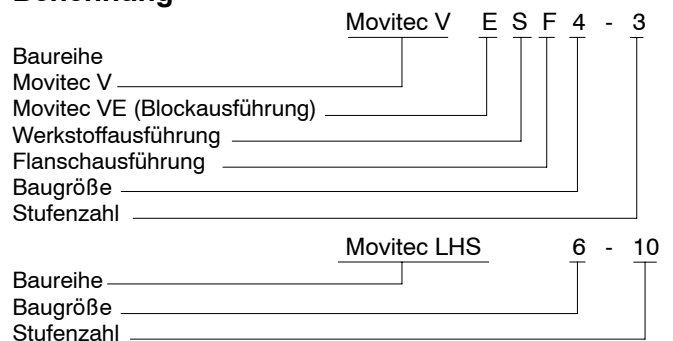 Benennung
Movitec V E S F 4 - 3
Baureihe
Movitec V
Movitec VE (Blockausführung)
Werkstoffausführung
Flanschausführung
Baugröße
Stufenzahl
Movitec LHS 6 - 10
Baureihe
Baugröße
Stufenzahl